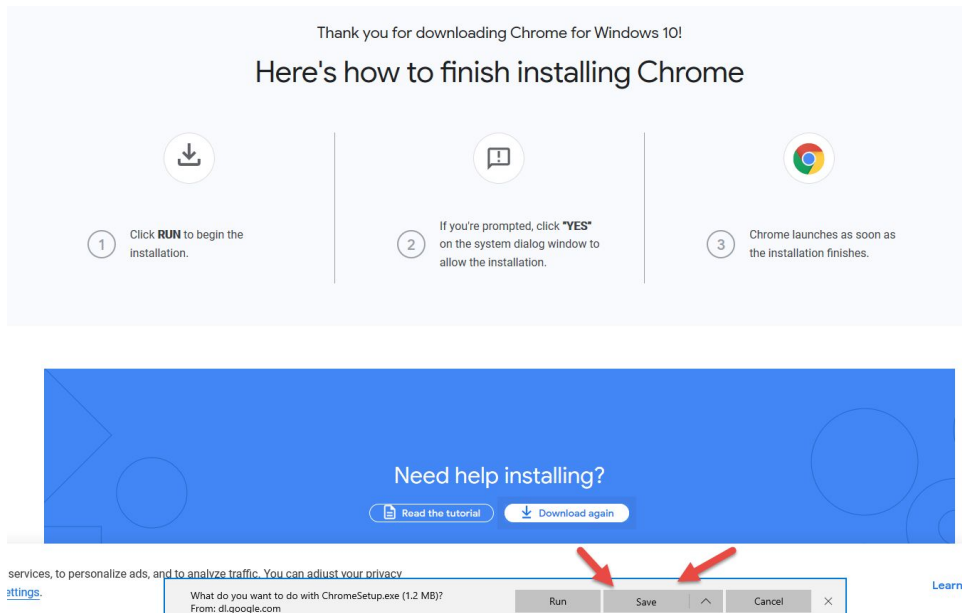 Thank you for downloading Chrome for Windows 10!
Here's how to finish installing Chrome
1
Click RUN to begin the
installation.
2
If you're prompted, click "YES"
on the system dialog window to
allow the installation.
3
Chrome launches as soon as
the installation finishes.
Need help installing?
Read the tutorial
Download again
services, to personalize ads, and to analyze traffic. You can adjust your privacy
ettings.
Learn
What do you want to do with ChromeSetup.exe (1.2 MB)?
From: dl.google.com
Run
Save
Cancel